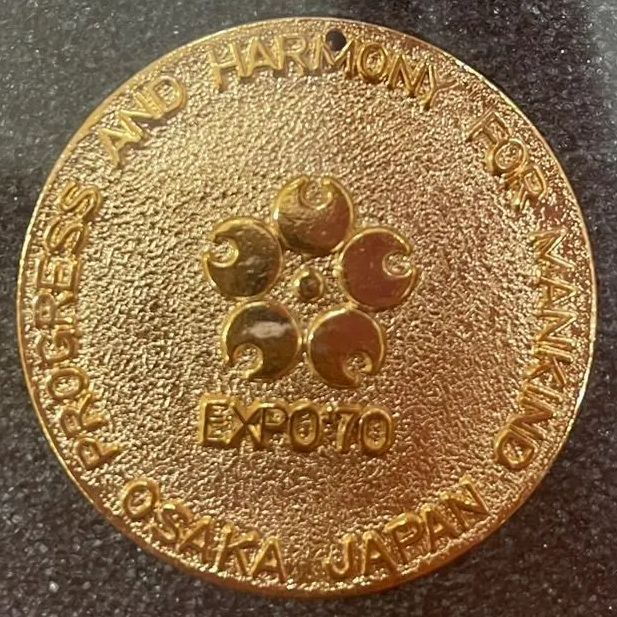 PROGRESS AND HARMONY FOR MANKIND
EXPO'70
OSAKA JAPAN